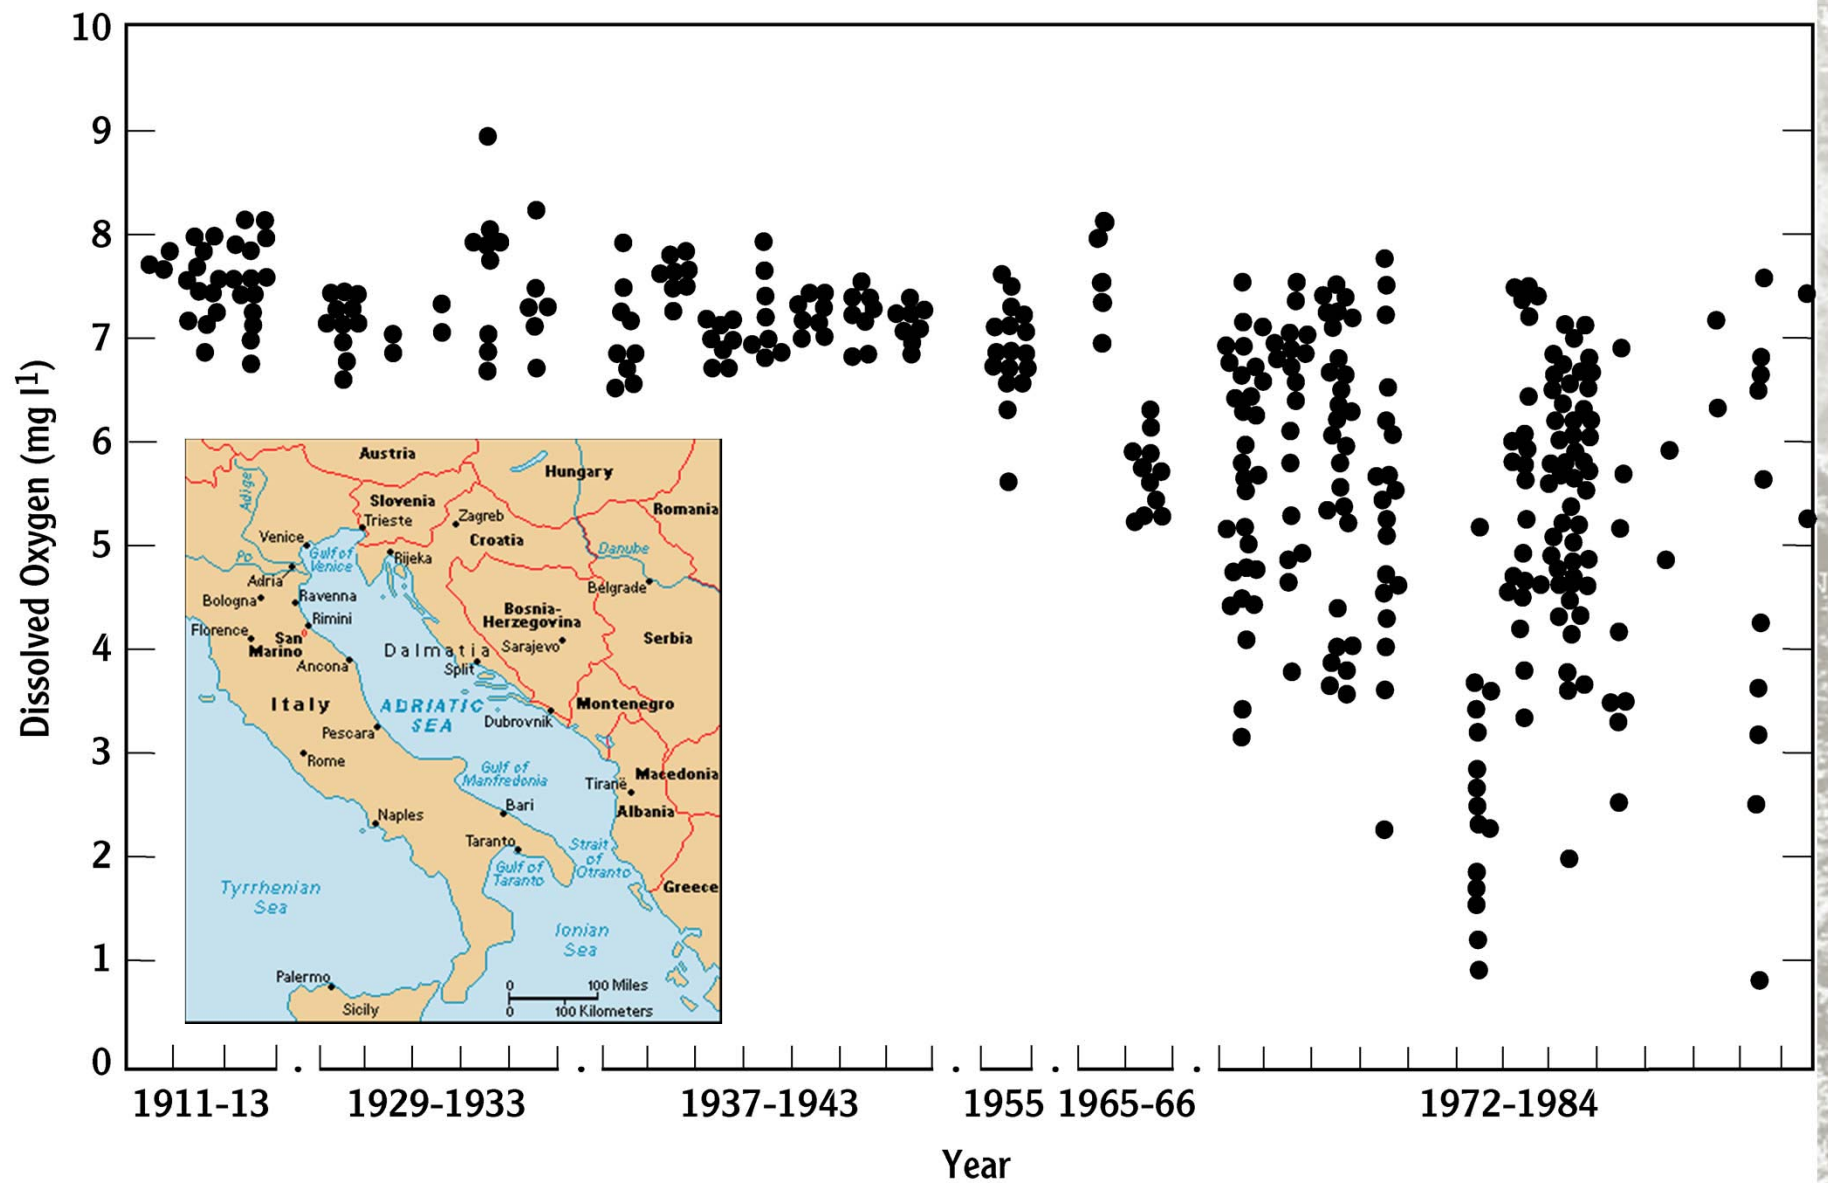 10
9
8
7
6
5
4
3
2
1
0
Dissolved Oxygen (mg l¹)
1911-13
1929-1933
1937-1943
1955
1965-66
1972-1984
Year
Austria
Hungary
Slovenia
Romania
Adige
Trieste
Zagreb
Venice
Croatia
Gulf of
Venice
Danube
Po
Rijeka
Adria
Belgrade
Bologna
Ravenna
Bosnia-
Herzegovina
Rimini
Florence
San
Marino
Sarajevo
Serbia
Dalmatia
Ancona
Split
Italy
ADRIATIC
SEA
Montenegro
Dubrovnik
Pescara
Rome
Gulf of
Manfredonia
Macedonia
Tiranë
Bari
Albania
Naples
Taranto
Strait
of
Otranto
Gulf of
Taranto
Tyrrhenian
Sea
Greece
Ionian
Sea
Palermo
Sicily
0 100 Miles
0 100 Kilometers